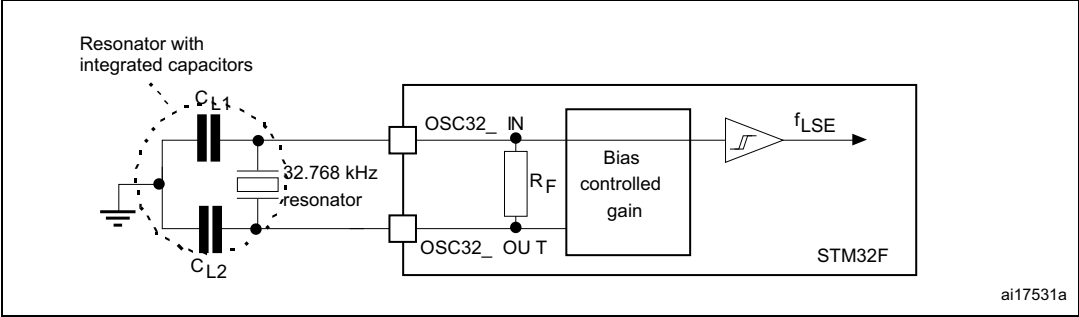 Resonator with
integrated capacitors
CL1
OSC32_ IN
fLSE
32.768 kHz
resonator
RF
Bias
controlled
gain
OSC32_ OU T
STM32F
CL2
ai17531a